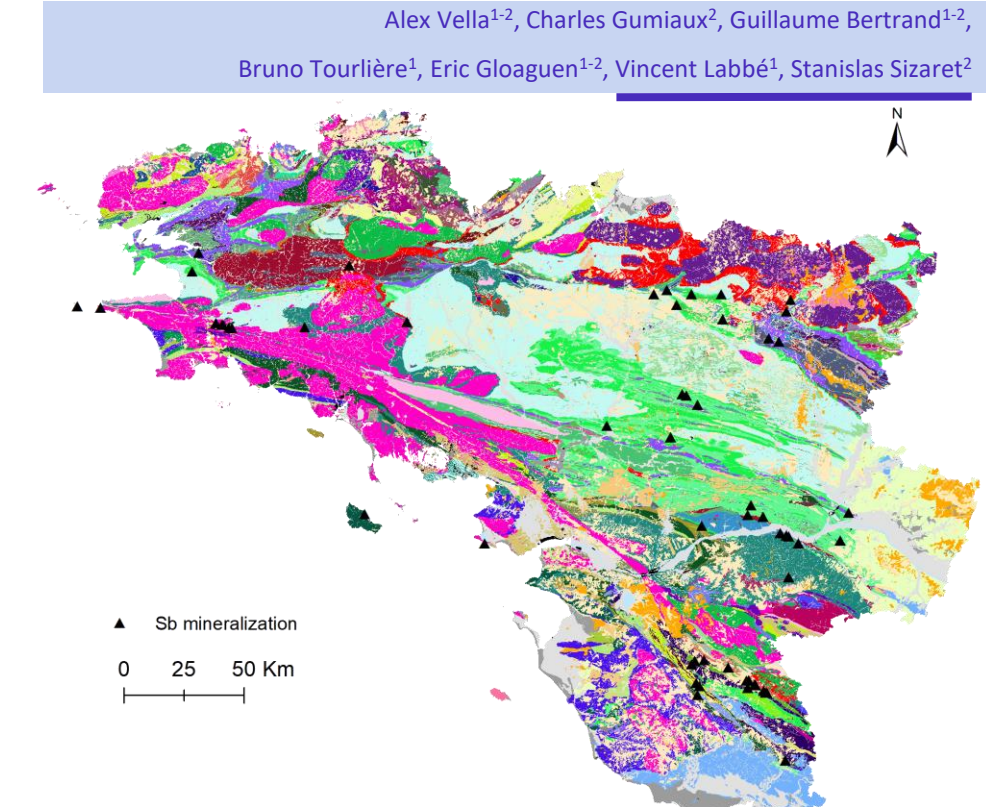 Alex Vella¹⁻², Charles Gumiaux², Guillaume Bertrand¹⁻²,
Bruno Tourlière¹, Eric Gloaguen¹⁻², Vincent Labbé¹, Stanislas Sizaret²
N
Sb mineralization
0 25 50 Km